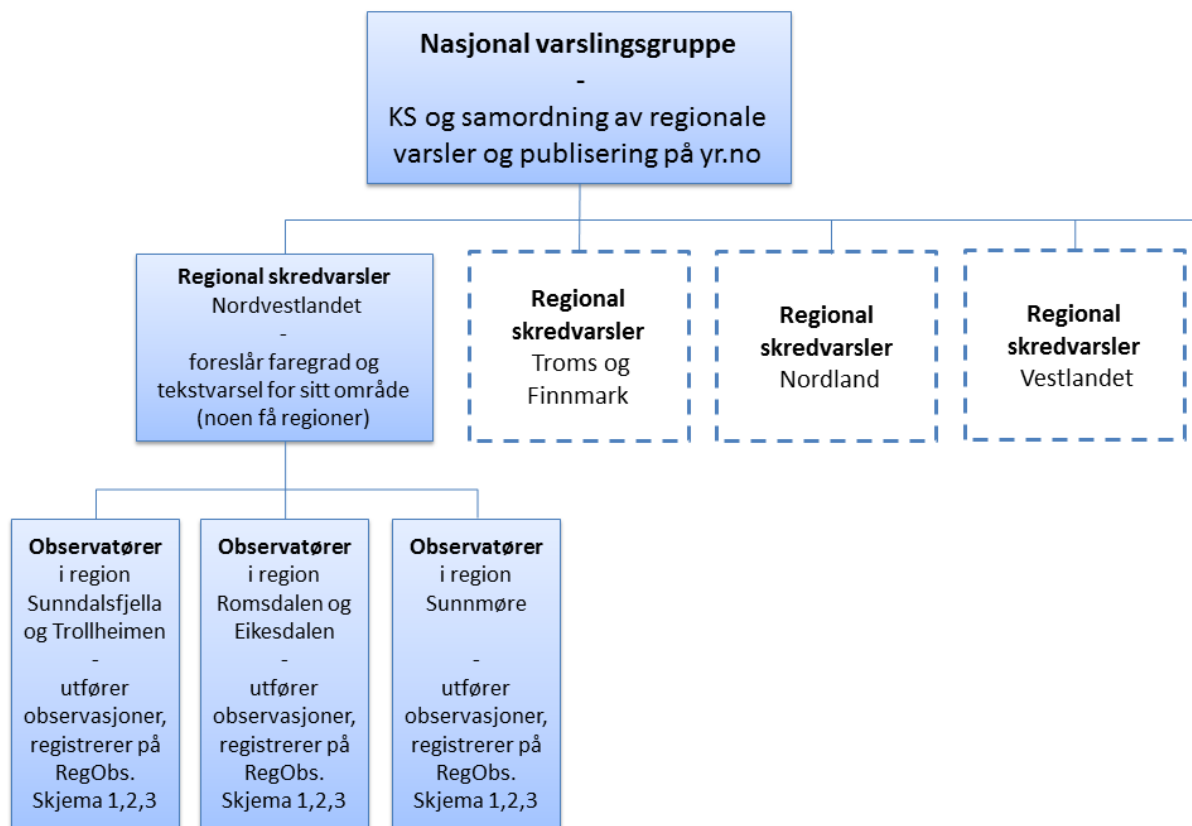 Nasjonal varslingsgruppe
-
KS og samordning av regionale
varsler og publisering på yr.no
Regional skredvarsler
Nordvestlandet
-
foreslår faregrad og
tekstvarsel for sitt område
(noen få regioner)
Regional
skredvarsler
Troms og
Finnmark
Regional
skredvarsler
Nordland
Regional
skredvarsler
Vestlandet
Observatører
i region
Sunndalsfjella
og Trollheimen
-
utfører
observasjoner,
registrerer på
RegObs.
Skjema 1,2,3
Observatører
i region
Romsdalen og
Eikesdalen
-
utfører
observasjoner,
registrerer på
RegObs.
Skjema 1,2,3
Observatører
i region
Sunnmøre
-
utfører
observasjoner,
registrerer på
RegObs.
Skjema 1,2,3